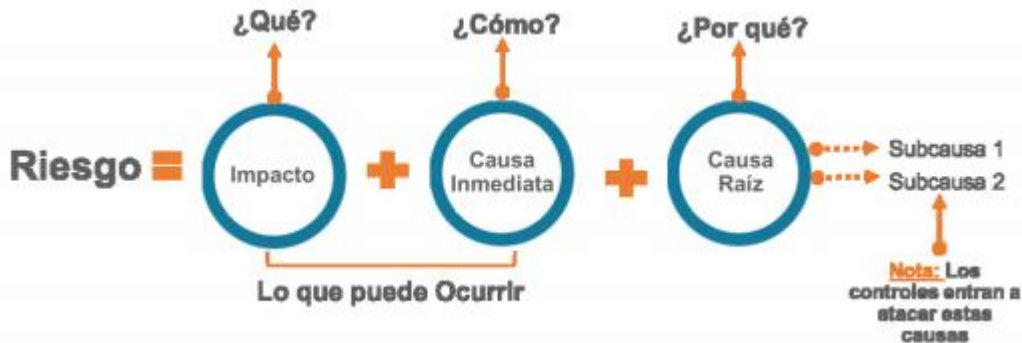 ¿Qué?
¿Cómo?
¿Por qué?
Riesgo =
Impacto
+
Causa
Inmediata
+
Causa
Raíz
Subcausa 1
Subcausa 2
Lo que puede Ocurrir
Nota: Los
controles entran a
atacar estas
causas